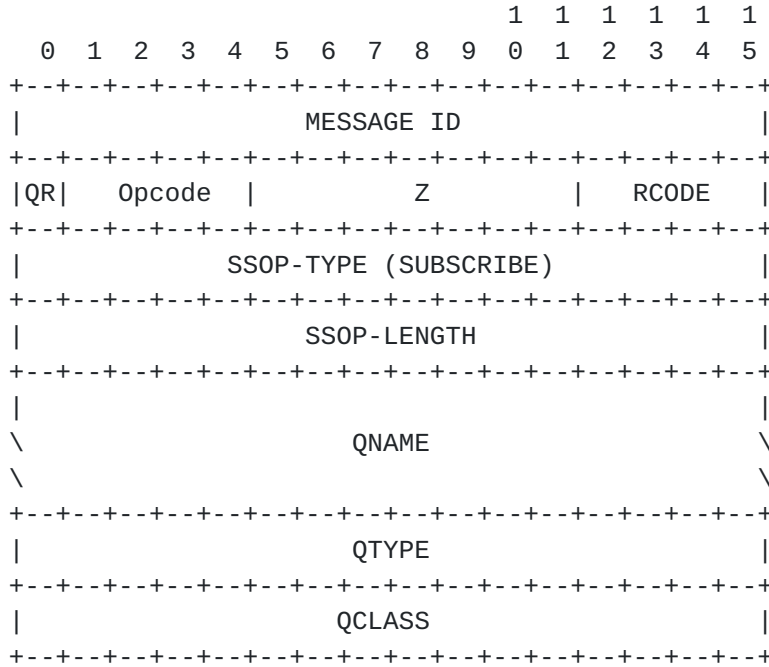 1  1  1  1  1  1
  0  1  2  3  4  5  6  7  8  9  0  1  2  3  4  5
+--+--+--+--+--+--+--+--+--+--+--+--+--+--+--+--+
|                  MESSAGE ID                   |
+--+--+--+--+--+--+--+--+--+--+--+--+--+--+--+--+
|QR|   Opcode  |          Z         |   RCODE   |
+--+--+--+--+--+--+--+--+--+--+--+--+--+--+--+--+
|             SSOP-TYPE (SUBSCRIBE)             |
+--+--+--+--+--+--+--+--+--+--+--+--+--+--+--+--+
|                  SSOP-LENGTH                  |
+--+--+--+--+--+--+--+--+--+--+--+--+--+--+--+--+
|                                               |
\                     QNAME                     \
\                                               \
+--+--+--+--+--+--+--+--+--+--+--+--+--+--+--+--+
|                     QTYPE                     |
+--+--+--+--+--+--+--+--+--+--+--+--+--+--+--+--+
|                    QCLASS                     |
+--+--+--+--+--+--+--+--+--+--+--+--+--+--+--+--+